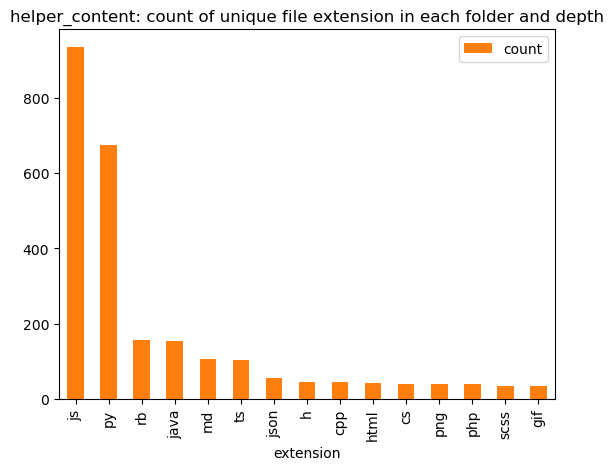 helper_content: count of unique file extension in each folder and depth
count
800
600
400
200
0
js
py
rb
java
md
ts
json
h
cpp
html
cs
png
php
scss
gif
extension